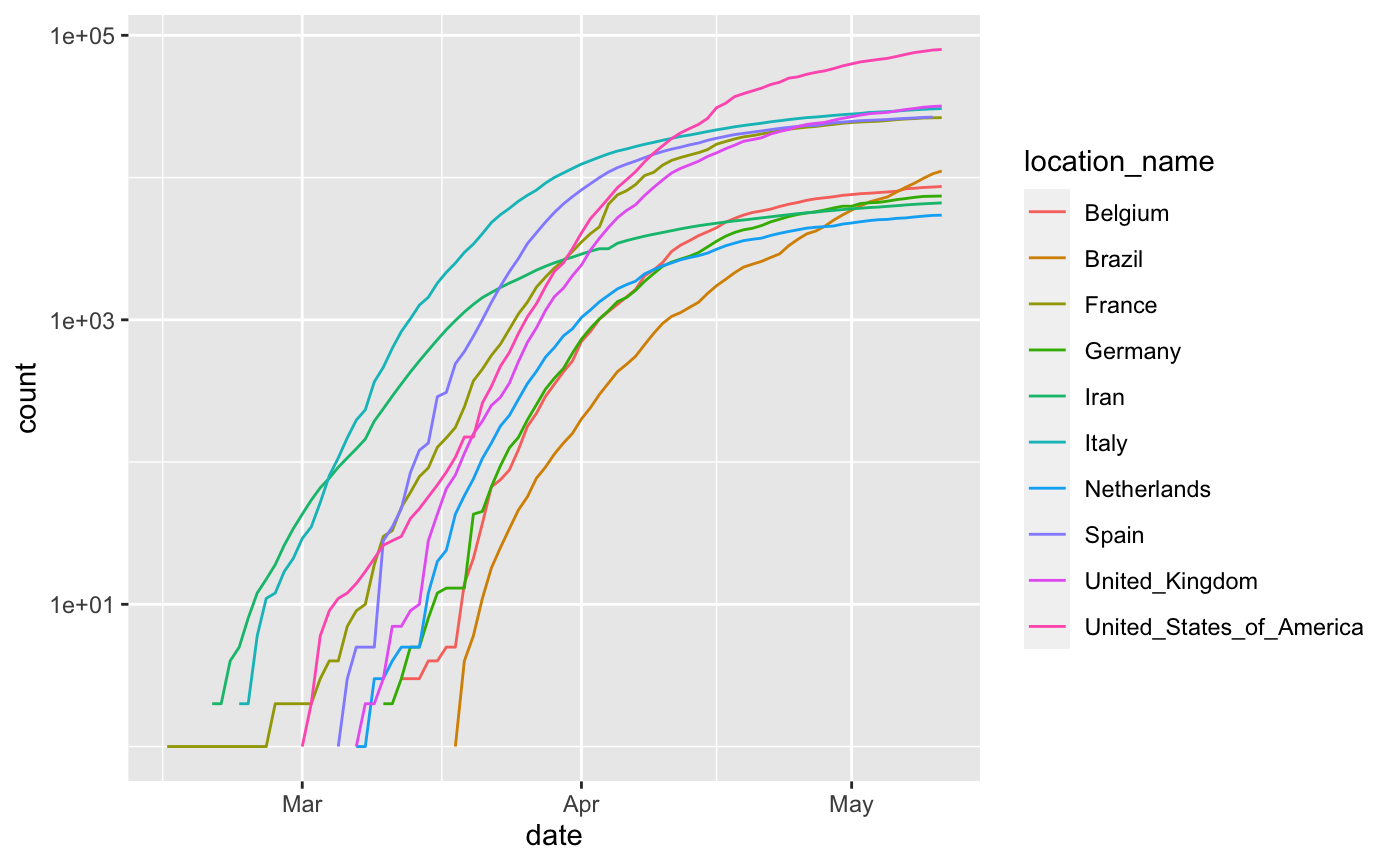 1e+05
1e+03
1e+01
count
Mar Apr May
date
location_name
Belgium
Brazil
France
Germany
Iran
Italy
Netherlands
Spain
United_Kingdom
United_States_of_America